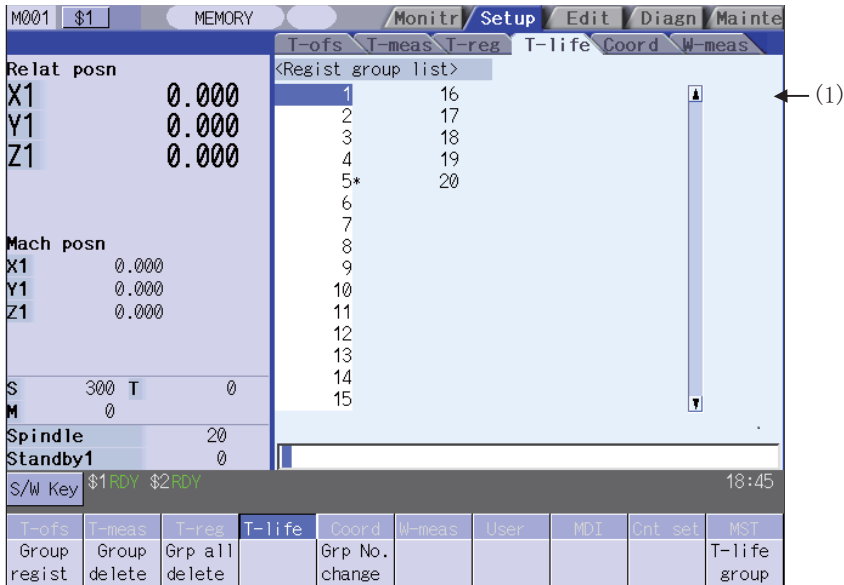 M001 $1 MEMORY Monitr Setup Edit Diagn Mainte
T-ofs T-meas T-reg T-life Coord W-meas
Relat posn
X1 0.000
Y1 0.000
Z1 0.000
Mach posn
X1 0.000
Y1 0.000
Z1 0.000
S 300 T 0
M 0
Spindle 20
Standby1 0
<Regist group list>
1 16
2 17
3 18
4 19
5* 20
6
7
8
9
10
11
12
13
14
15
(1)
S/W Key $1RDY $2RDY 18:45
T-ofs T-meas T-reg T-life Coord W-meas User MDI Cnt set MST
Group regist
Group delete
Grp all delete
Grp No. change
T-life group